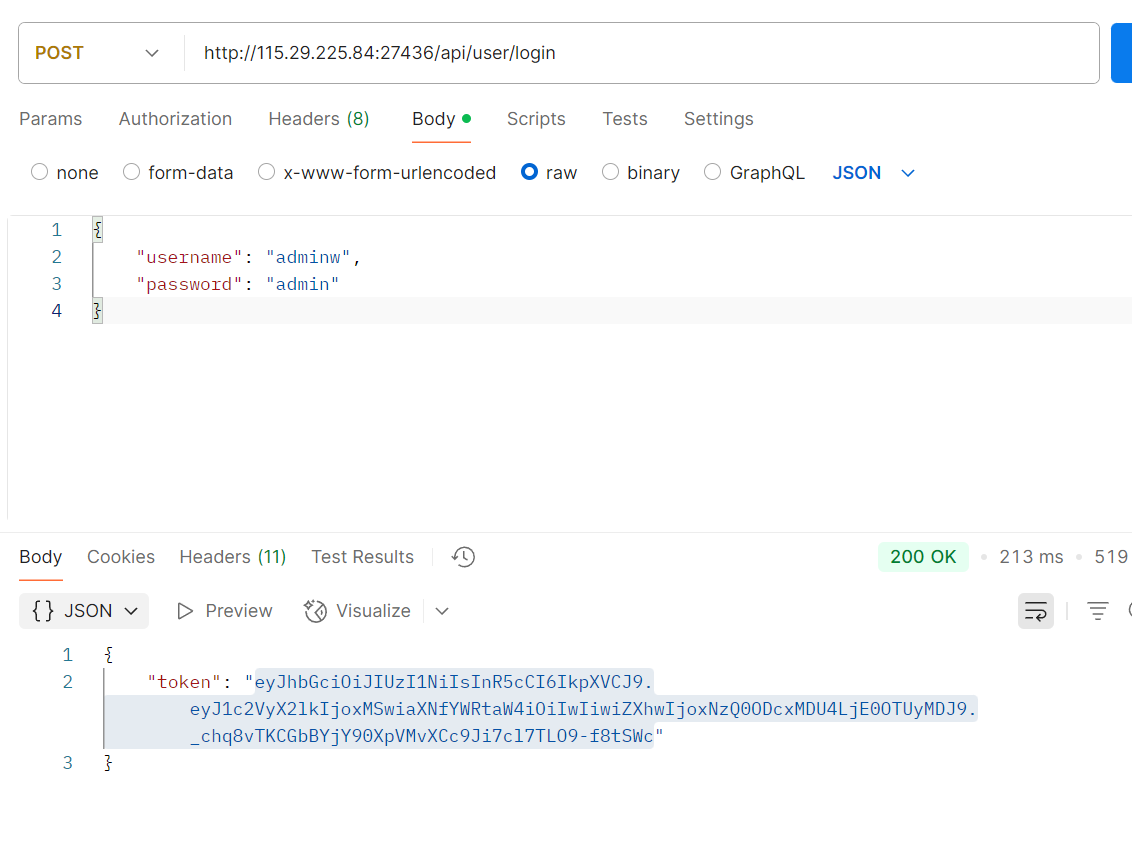 POST http://115.29.225.84:27436/api/user/login
Params Authorization Headers (8) Body Scripts Tests Settings
none form-data x-www-form-urlencoded raw binary GraphQL JSON
1 {
2 "username": "adminw",
3 "password": "admin"
4 }
Body Cookies Headers (11) Test Results 200 OK 213 ms 519
{} JSON Preview Visualize
1 {
2 "token": "eyJhbGciOiJIUzI1NiIsInR5cCI6IkpXVCJ9.
eyJ1c2VyX2lkIjoxMSwiaXNfYWRtaW4iOiIwIiwiZXhwIjoxNzQ0ODcxMDU4LjE0OTUyMDJ9.
_chq8vTKCGbBYjY90XpVMvXCc9Ji7cl7TLO9-f8tSWc"
3 }